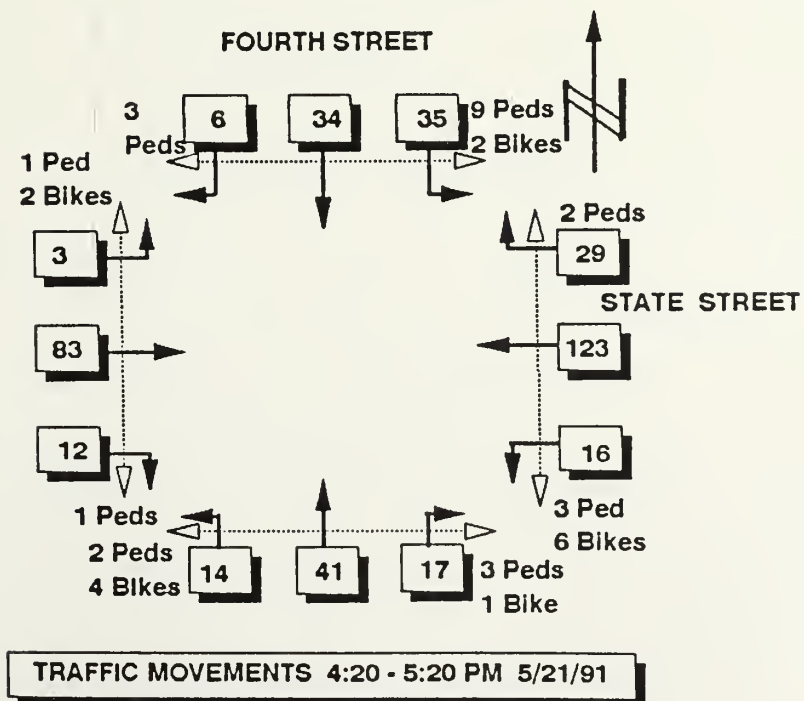 FOURTH STREET
3
Peds
6
34
35
9 Peds
2 Bikes
1 Ped
2 Bikes
3
83
12
2 Peds
29
STATE STREET
123
16
3 Ped
6 Bikes
1 Peds
2 Peds
4 Bikes
14
41
17
3 Peds
1 Bike
TRAFFIC MOVEMENTS 4:20 - 5:20 PM 5/21/91